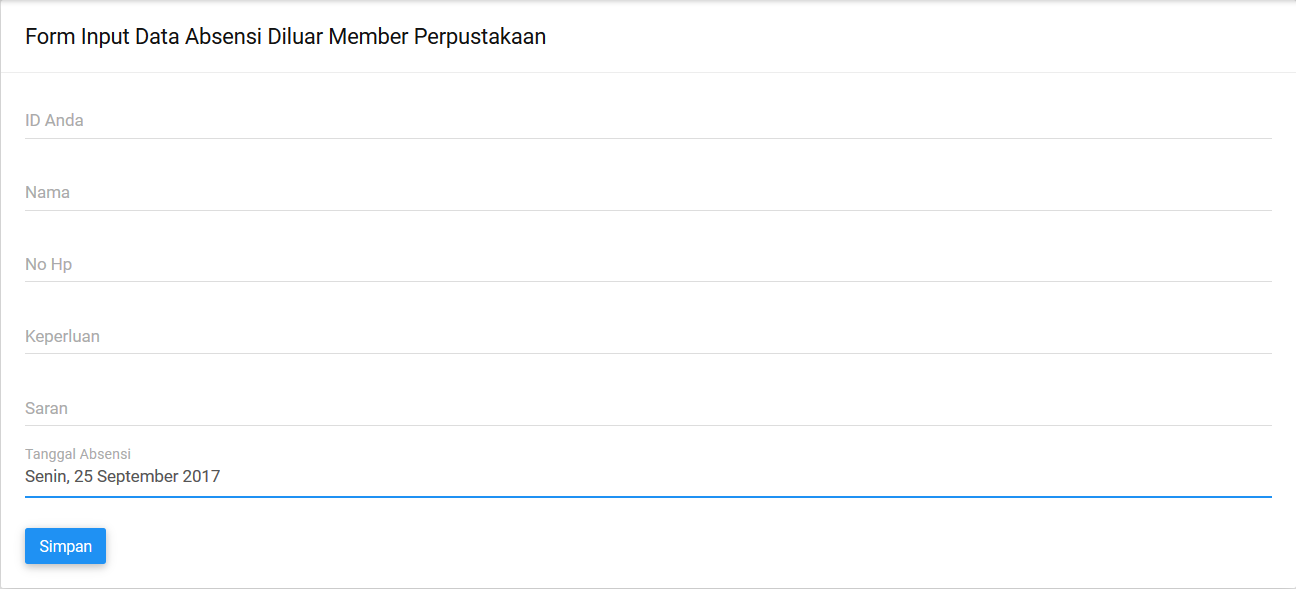 Form Input Data Absensi Diluar Member Perpustakaan
ID Anda
Nama
No Hp
Keperluan
Saran
Tanggal Absensi
Senin, 25 September 2017
Simpan